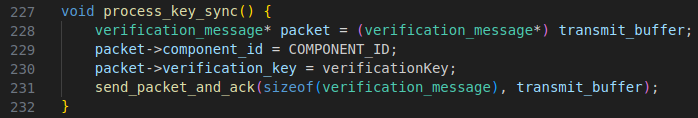 227 void process_key_sync() {
228     verification_message* packet = (verification_message*) transmit_buffer;
229     packet->component_id = COMPONENT_ID;
230     packet->verification_key = verificationKey;
231     send_packet_and_ack(sizeof(verification_message), transmit_buffer);
232 }